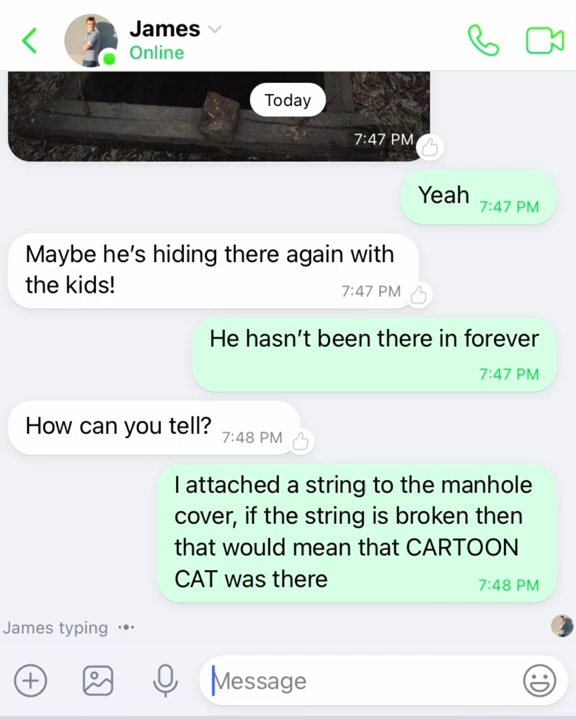 James
Online
Today
7:47 PM
Yeah
7:47 PM
Maybe he’s hiding there again with
the kids!
7:47 PM
He hasn’t been there in forever
7:47 PM
How can you tell?
7:48 PM
I attached a string to the manhole
cover, if the string is broken then
that would mean that CARTOON
CAT was there
7:48 PM
James typing
Message